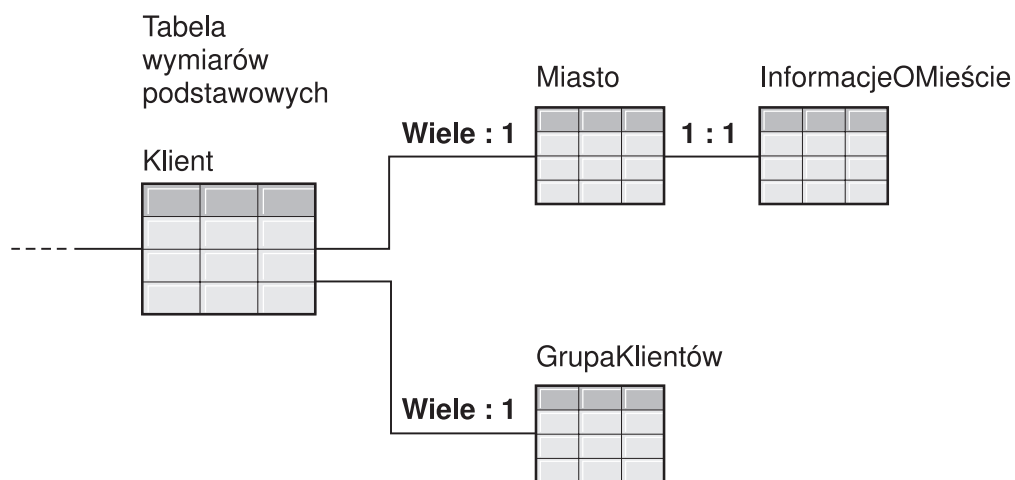 Tabela
wymiarów
podstawowych
Klient
Wiele : 1
Miasto
1 : 1
InformacjeOMieście
GrupaKlientów
Wiele : 1